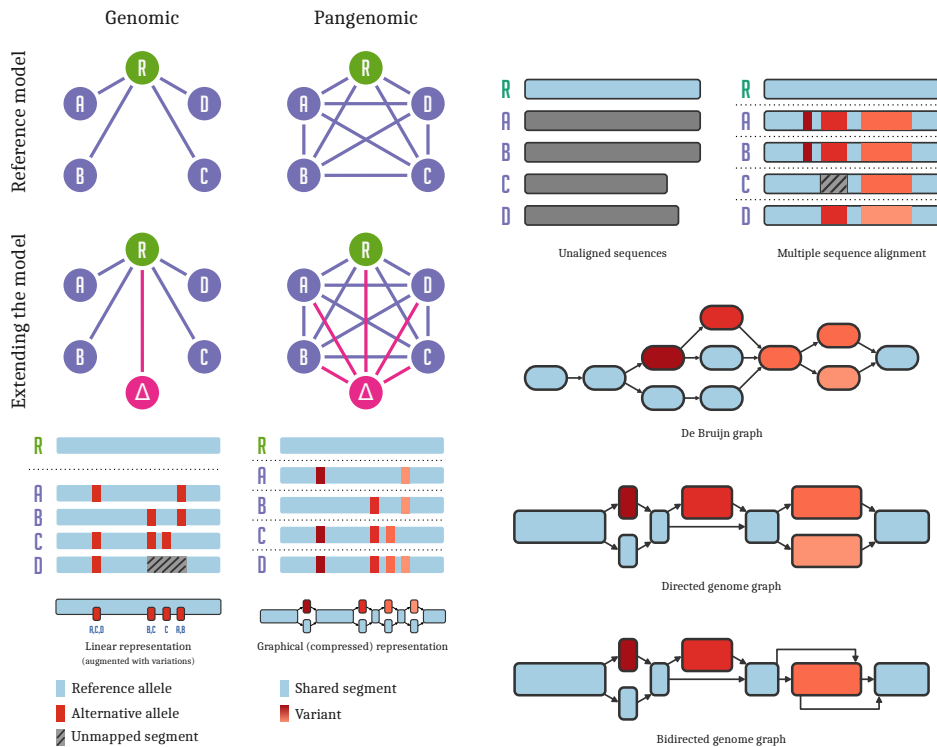 Genomic
Pangenomic
Reference model
R
A
D
B
C
R
A
D
B
C
Extending the model
R
A
D
B
C
Δ
R
A
D
B
C
Δ
R
A
B
C
D
A,C,D
B,C
C
A,B
Linear representation
(augmented with variations)
Reference allele
Alternative allele
Unmapped segment
R
A
B
C
D
Graphical (compressed) representation
Shared segment
Variant
R
A
B
C
D
Unaligned sequences
R
A
B
C
D
Multiple sequence alignment
De Bruijn graph
Directed genome graph
Bidirected genome graph